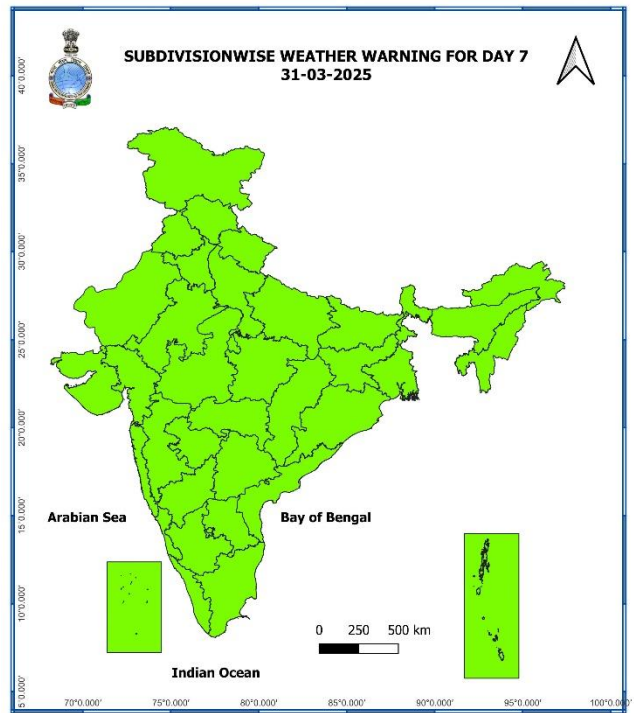 SUBDIVISIONWISE WEATHER WARNING FOR DAY 7
31-03-2025
40°0.000'
35°0.000'
30°0.000'
25°0.000'
20°0.000'
15°0.000'
10°0.000'
5°0.000'
Arabian Sea
Bay of Bengal
0 250 500 km
Indian Ocean
70°0.000' 75°0.000' 80°0.000' 85°0.000' 90°0.000' 95°0.000' 100°0.000'